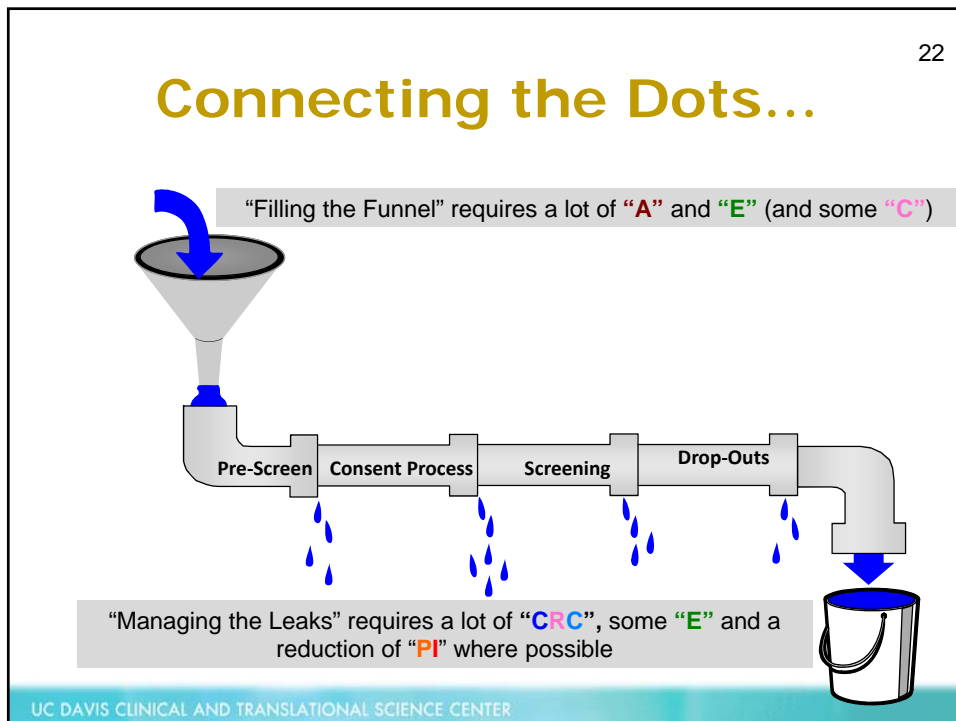 22
Connecting the Dots...
“Filling the Funnel” requires a lot of “A” and “E” (and some “C”)
Pre-Screen Consent Process Screening Drop-Outs
“Managing the Leaks” requires a lot of “CRC”, some “E” and a
reduction of “PI” where possible
UC DAVIS CLINICAL AND TRANSLATIONAL SCIENCE CENTER